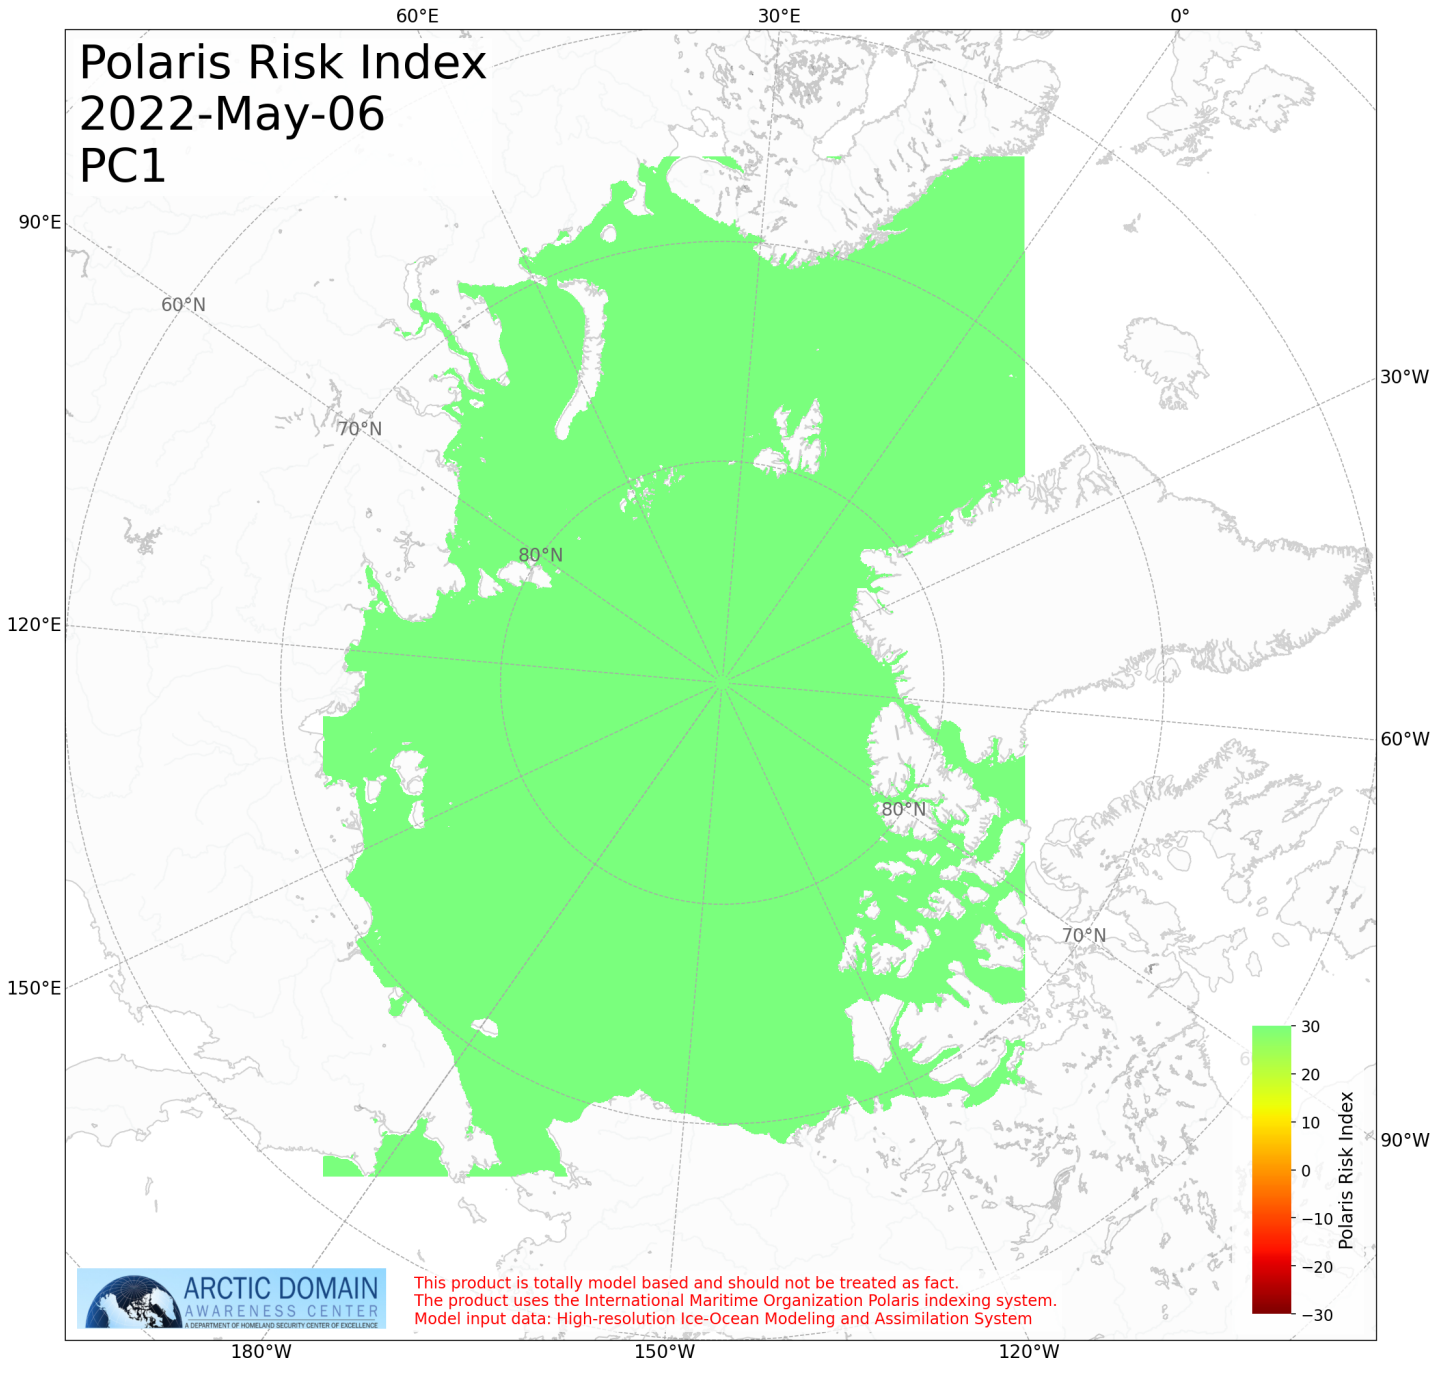 60°E 30°E 0°
Polaris Risk Index
2022-May-06
PC1
90°E
60°N
30°W
70°N
80°N
120°E
60°W
80°N
70°N
150°E
30
20
10
0
−10
−20
−30
Polaris Risk Index
90°W
ARCTIC DOMAIN
AWARENESS CENTER
A DEPARTMENT OF HOMELAND SECURITY CENTER OF EXCELLENCE
This product is totally model based and should not be treated as fact.
The product uses the International Maritime Organization Polaris indexing system.
Model input data: High-resolution Ice-Ocean Modeling and Assimilation System
180°W 150°W 120°W